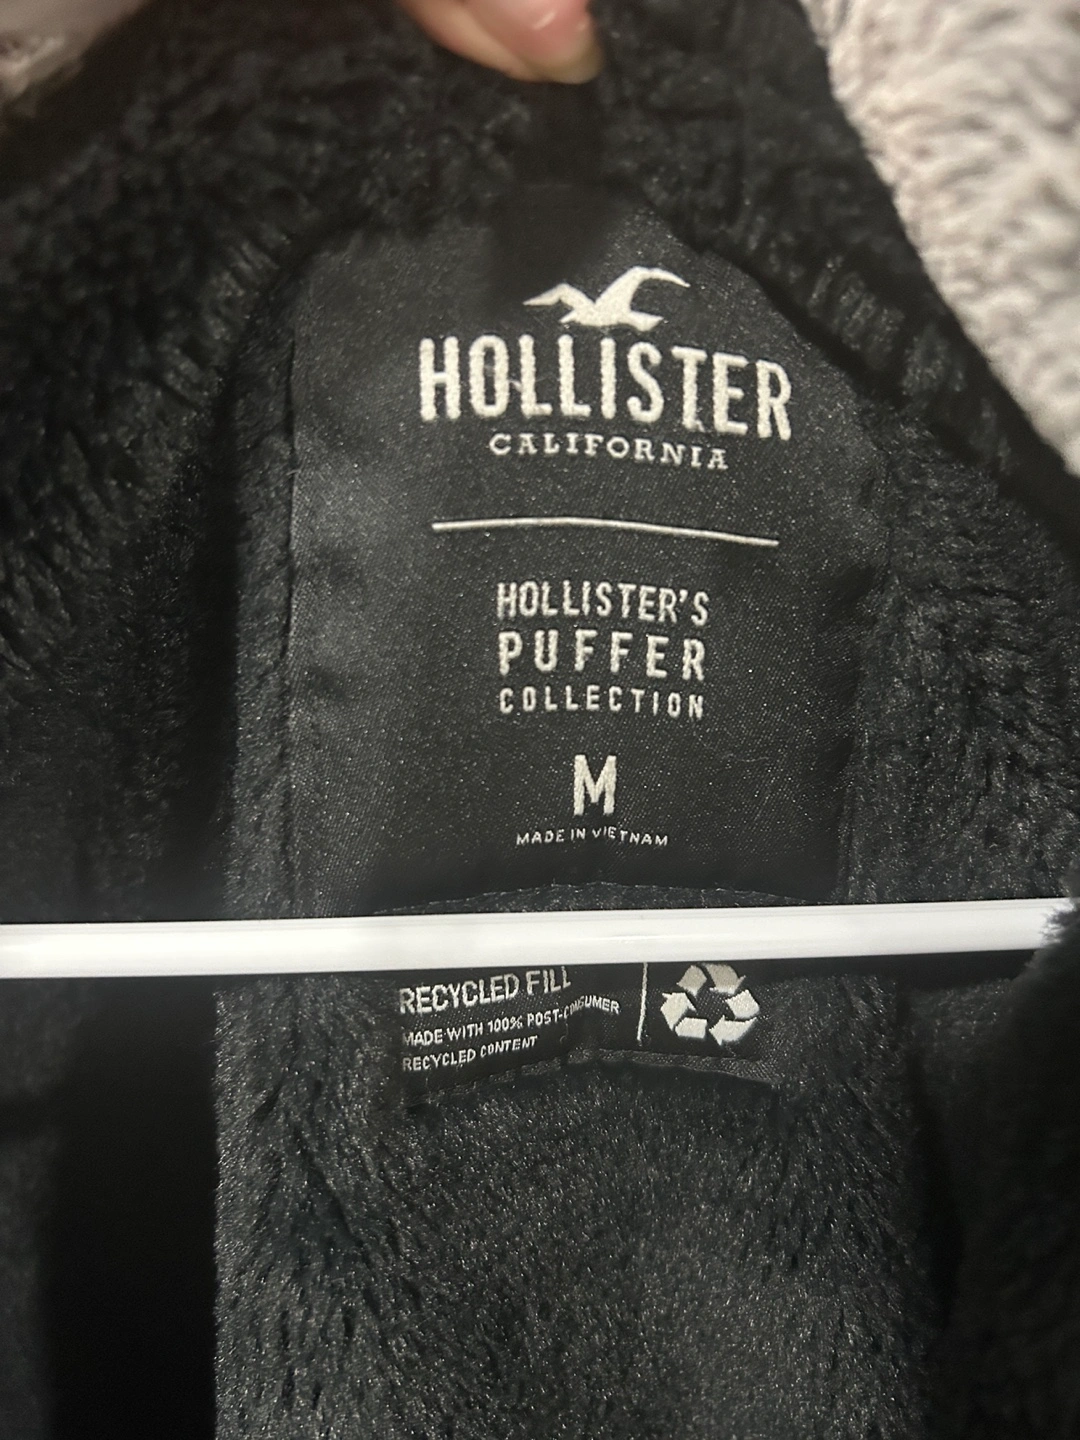 HOLLISTER
CALIFORNIA
HOLLISTER'S
PUFFER
COLLECTION
M
MADE IN VIETNAM
RECYCLED FILL
MADE WITH 100% POST-CONSUMER
RECYCLED CONTENT